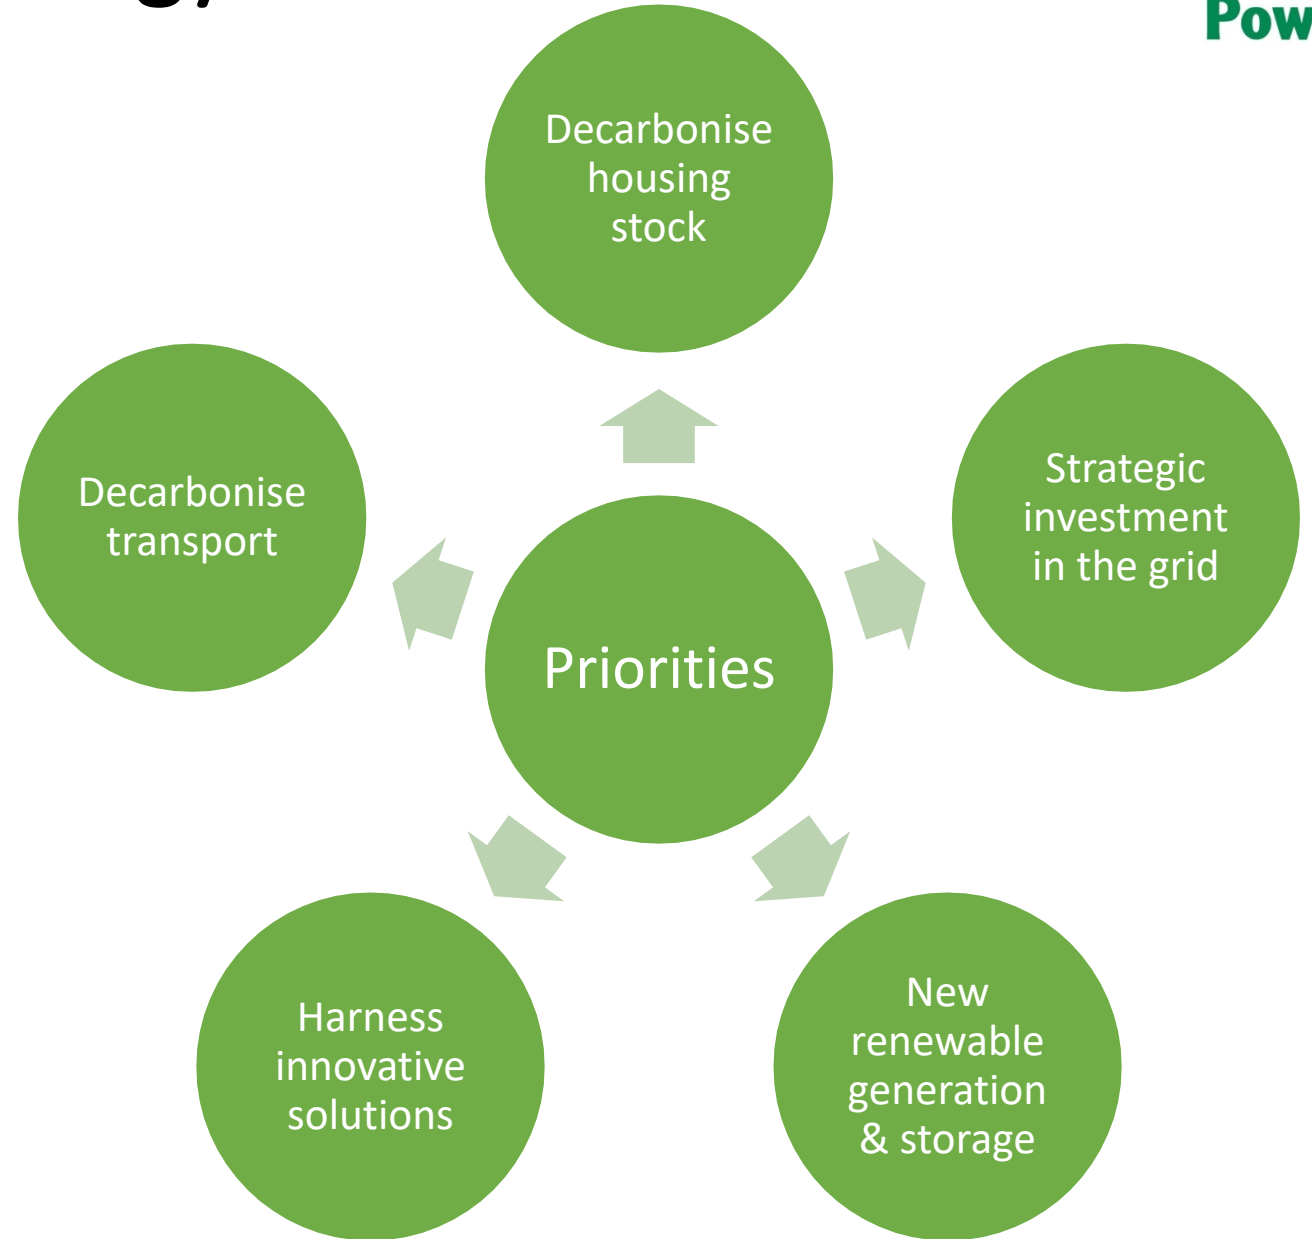 Pow
Decarbonise
housing
stock
Strategic
investment
in the grid
New
renewable
generation
& storage
Harness
innovative
solutions
Decarbonise
transport
Priorities